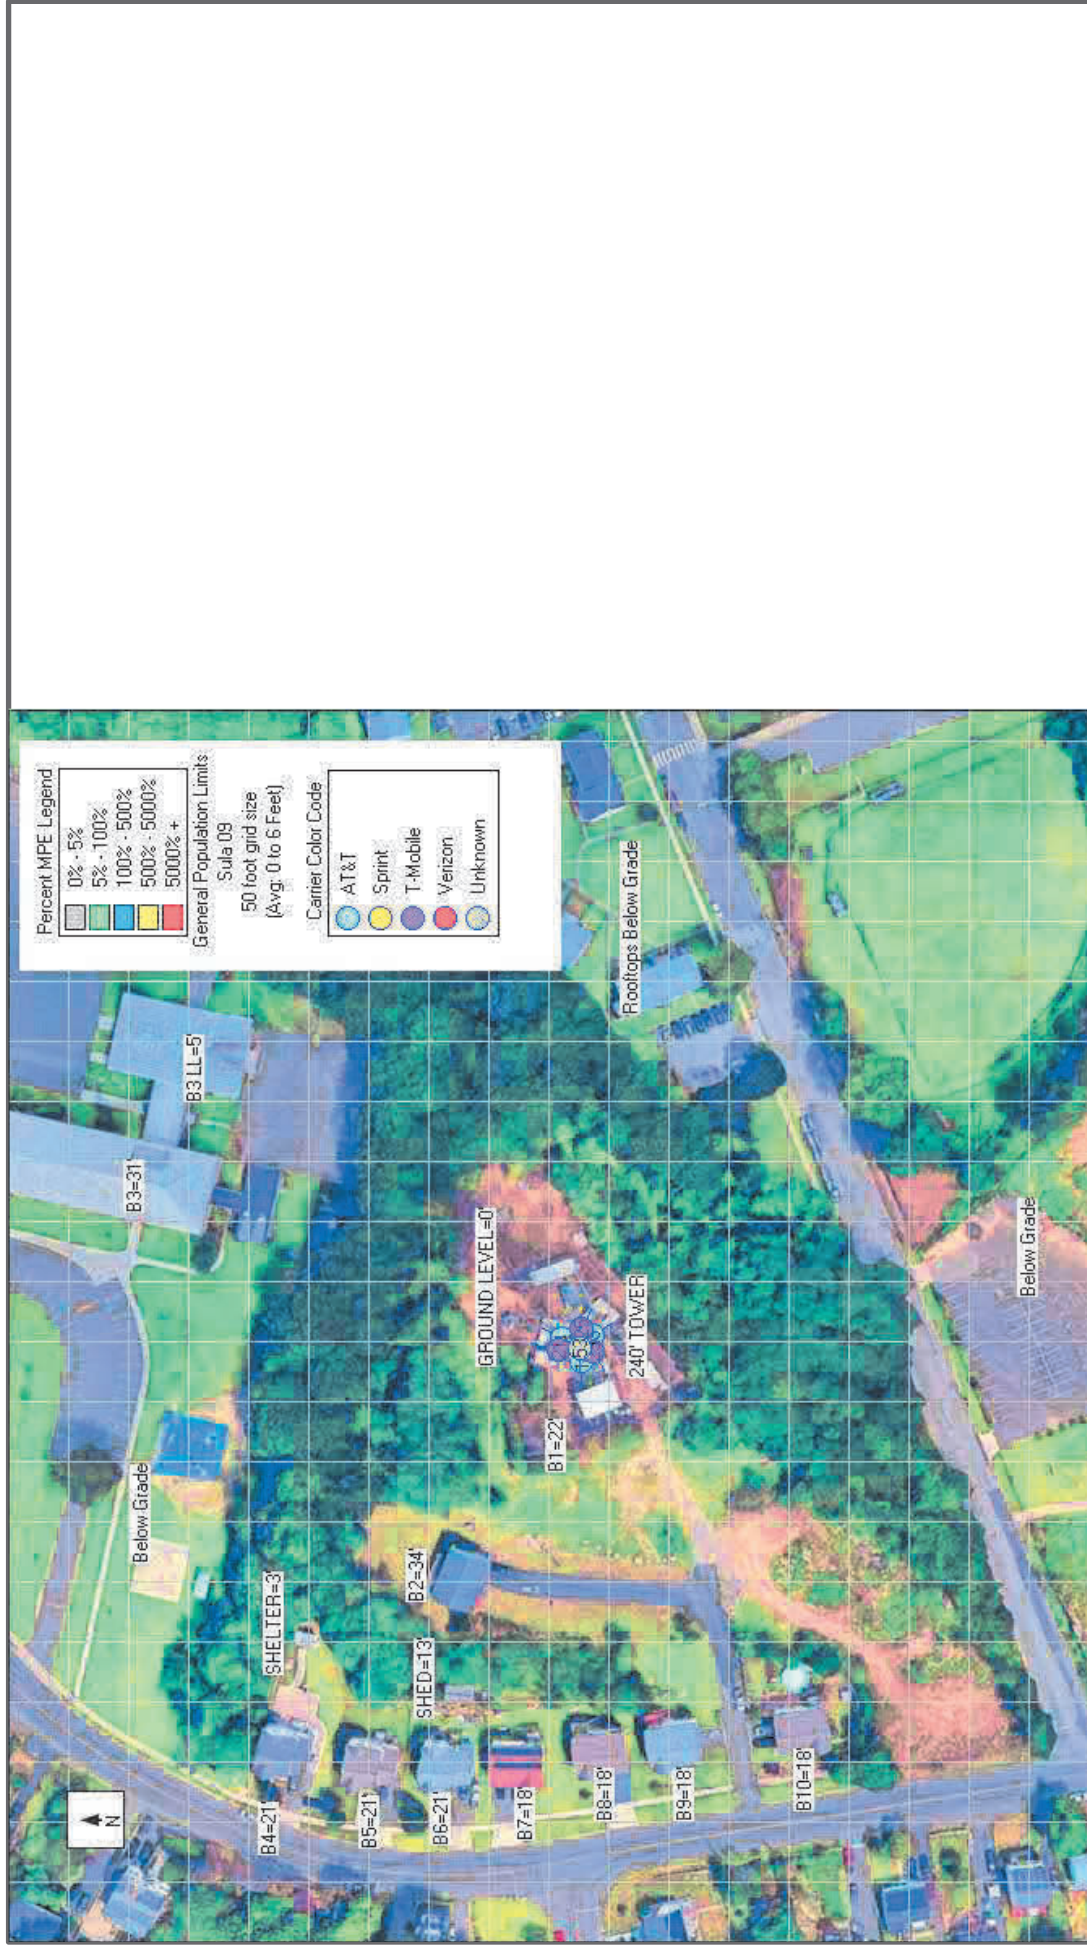 Percent MPE Legend
0% - 5%
5% - 100%
100% - 500%
500% - 5000%
5000% +
General Population Limits
Sula 09
50 foot grid size
(Avg: 0 to 6 Feet)
Carrier Color Code
AT&T
Sprint
T-Mobile
Verizon
Unknown
N
B3=31'
B3 LL=5'
Below Grade
SHELTER=3'
B4=21'
B5=21'
SHED=13'
B2=34'
B6=21'
GROUND LEVEL=0'
B7=18'
B1=22'
B8=18'
240' TOWER
Rooftops Below Grade
B9=18'
B10=18'
Below Grade